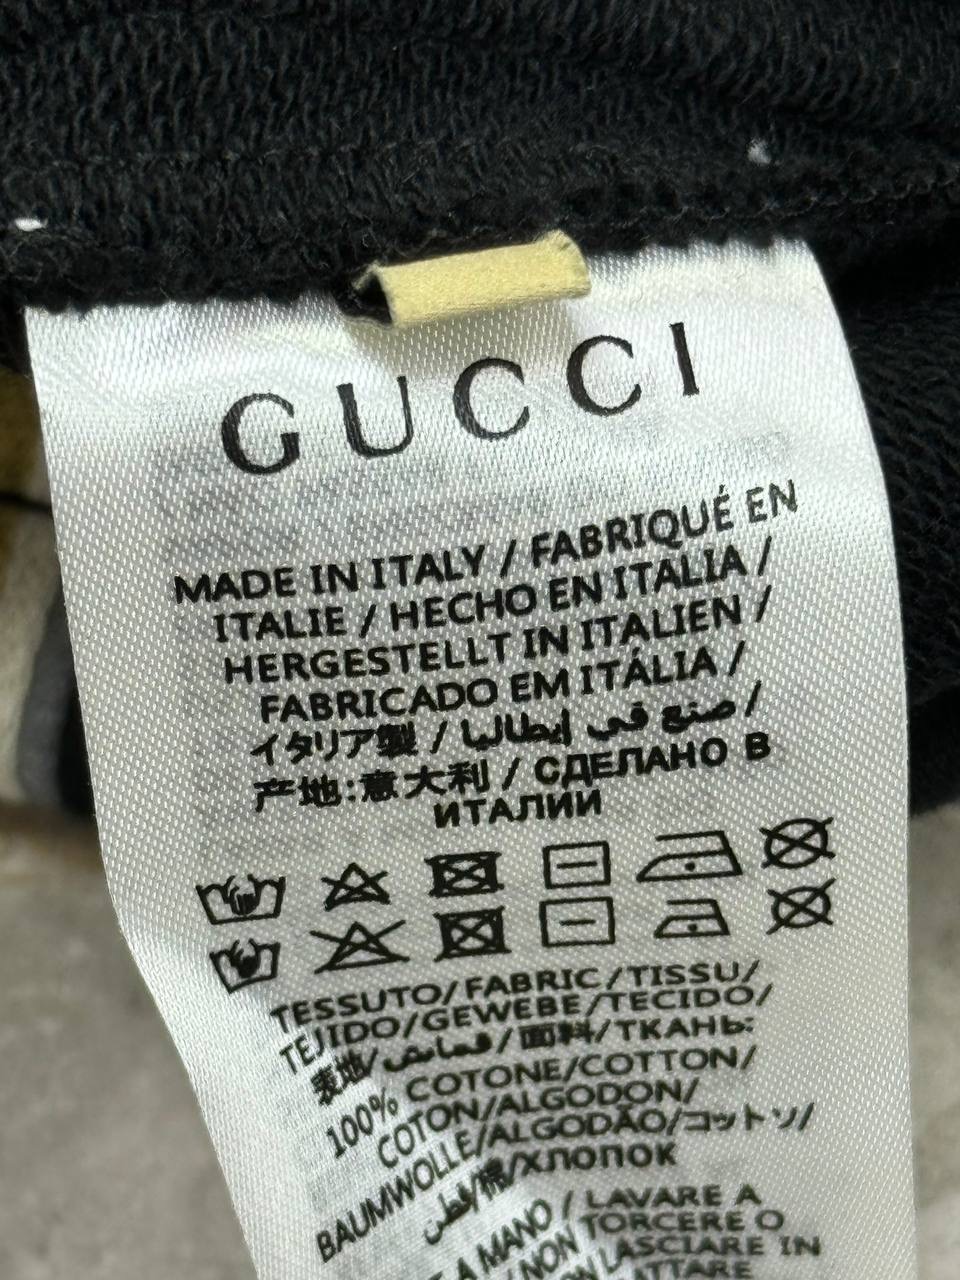 GUCCI
MADE IN ITALY / FABRIQUÉ EN
ITALIE / HECHO EN ITALIA /
HERGESTELLT IN ITALIEN /
FABRICADO EM ITÁLIA /
イタリア製 / صنع في إيطاليا /
产地:意大利 / СДЕЛАНО В
ИТАЛИИ
TESSUTO/FABRIC/TISSU/
TEJIDO/GEWEBE/TECIDO/
表地/قماش/面料/ТКАНЬ:
100% COTONE/COTTON/
COTON/ALGODON/
BAUMWOLLE/ALGODÃO/コットン/
قطن/棉/ХЛОПОК
A MANO / LAVARE A
/NON TORCERE O
LASCIARE IN